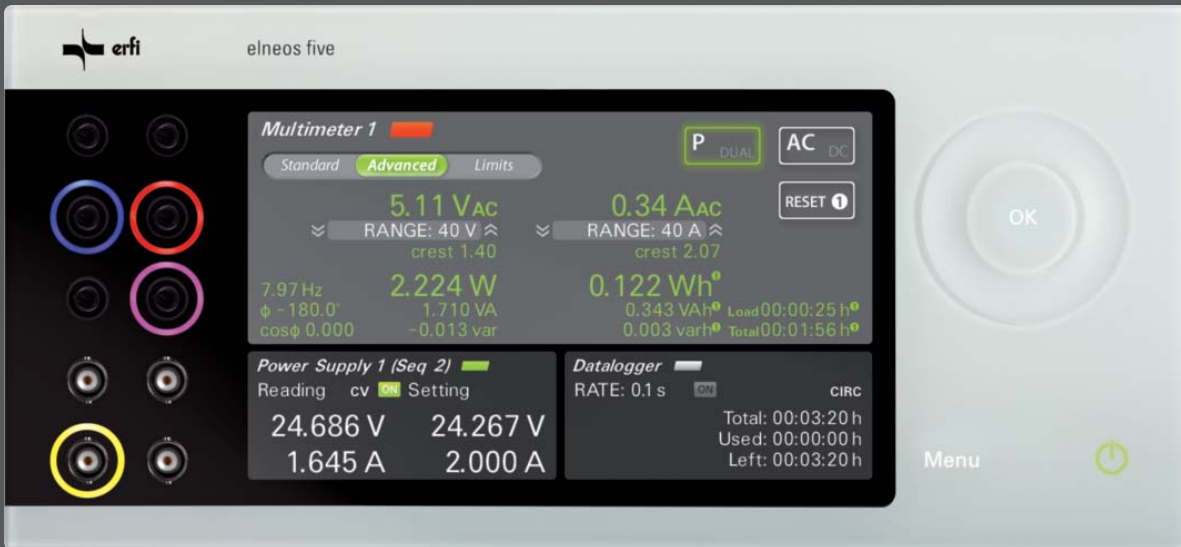 erfi
elneos five
Multimeter 1
P DUAL
AC DC
Standard Advanced Limits
RESET 1
5.11 VAC
0.34 AAC
RANGE: 40 V
RANGE: 40 A
crest 1.40
crest 2.07
7.97 Hz
2.224 W
0.122 Wh
ϕ -180.0°
1.710 VA
0.343 VAh
Load 00:00:25 h
cosϕ 0.000
-0.013 var
0.003 varh
Total 00:01:56 h
Power Supply 1 (Seq 2)
Reading CV ON Setting
24.686 V 24.267 V
1.645 A 2.000 A
Datalogger
RATE: 0.1 s ON CIRC
Total: 00:03:20 h
Used: 00:00:00 h
Left: 00:03:20 h
OK
Menu